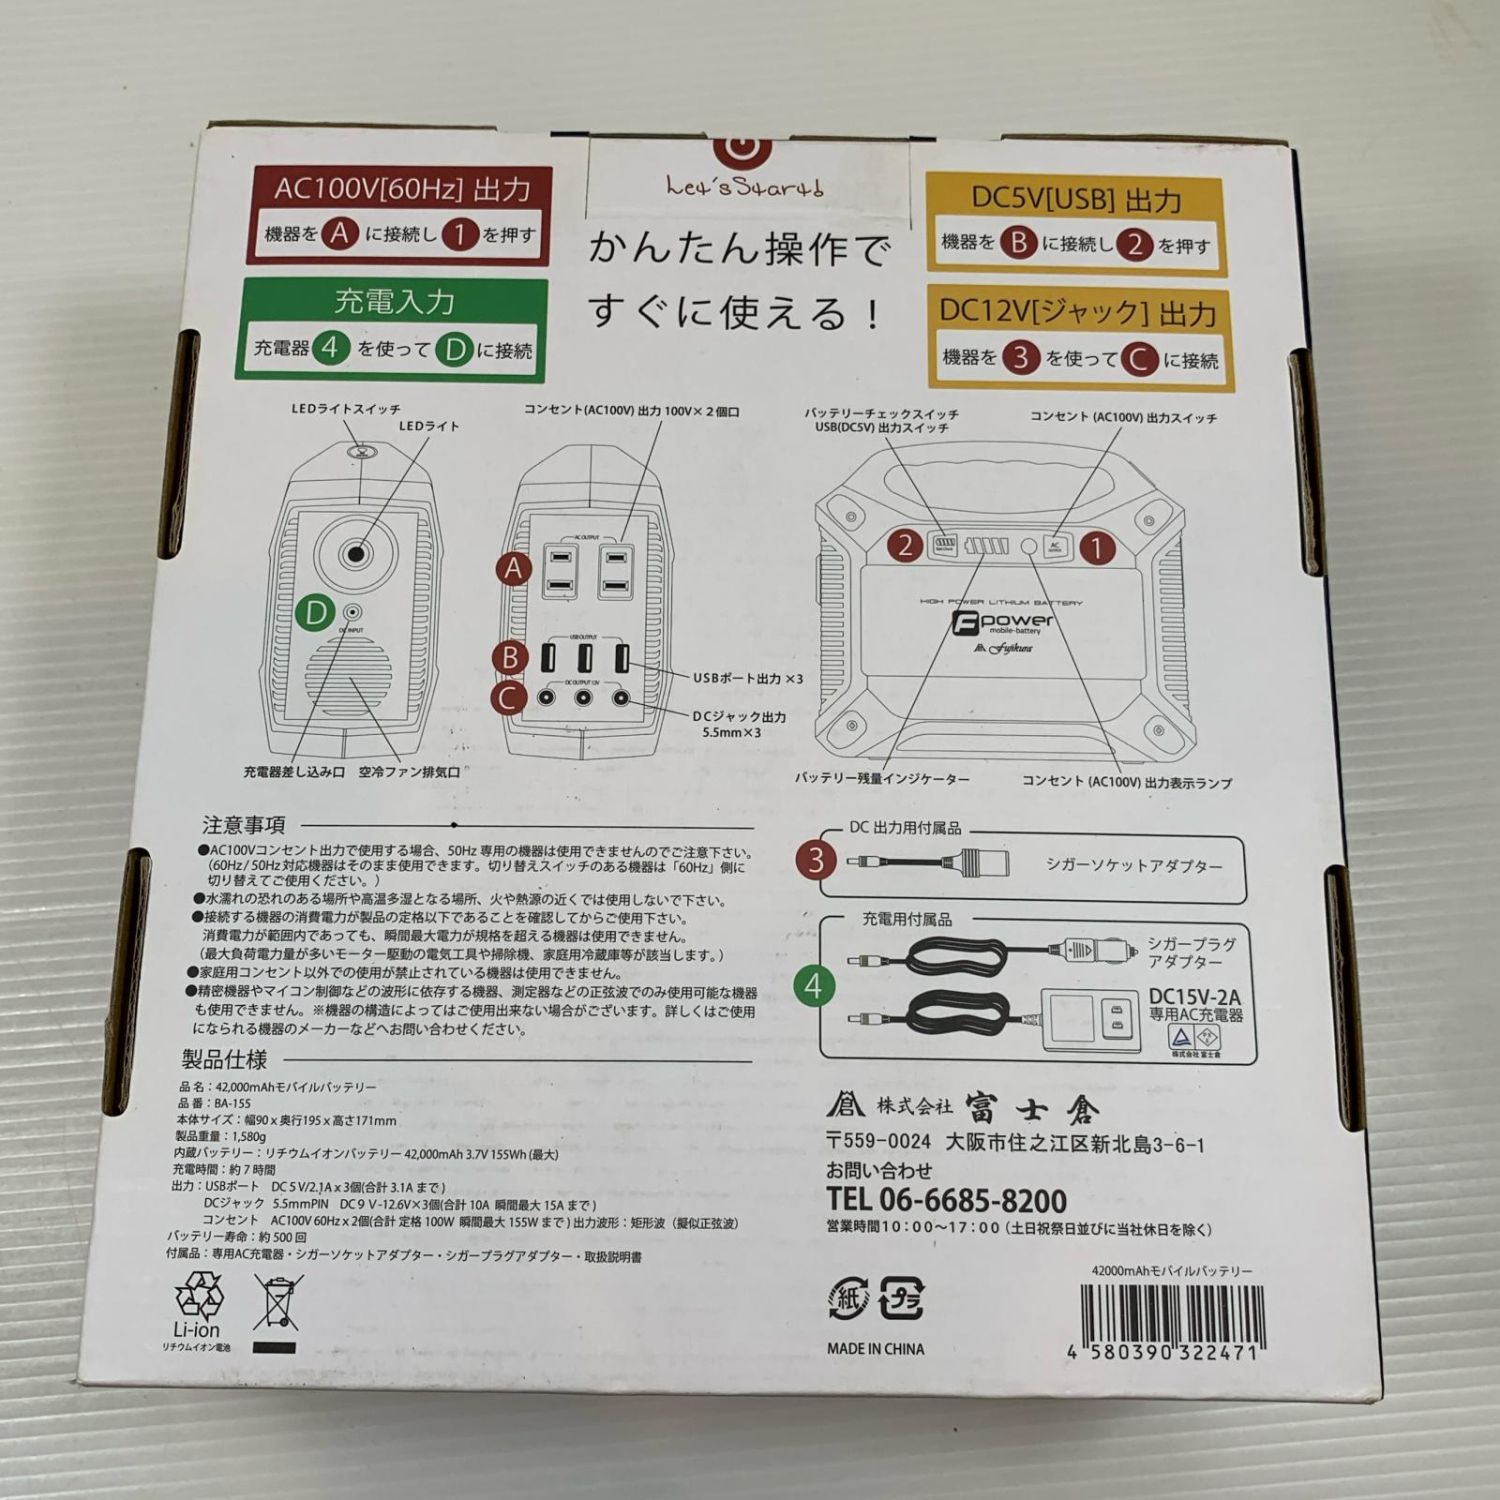 Let's Start!
かんたん操作で
すぐに使える！
AC100V[60Hz] 出力
機器を A に接続し 1 を押す
充電入力
充電器 4 を使って D に接続
DC5V[USB] 出力
機器を B に接続し 2 を押す
DC12V[ジャック] 出力
機器を 3 を使って C に接続
LEDライトスイッチ
LEDライト
D
DC INPUT
充電器差し込み口
空冷ファン排気口
コンセント(AC100V) 出力 100V×２個口
AC OUTPUT
A
USB OUTPUT
B
DC OUTPUT 12V
C
USBポート出力 ×3
DCジャック出力
5.5mm×3
バッテリーチェックスイッチ
USB(DC5V) 出力スイッチ
コンセント (AC100V) 出力スイッチ
2
AC
1
HIGH POWER LITHIUM BATTERY
F power
mobile-battery
Fujikura
バッテリー残量インジケーター
コンセント (AC100V) 出力表示ランプ
注意事項
●AC100Vコンセント出力で使用する場合、50Hz 専用の機器は使用できませんのでご注意下さい。
（60Hz/50Hz対応機器はそのまま使用できます。切り替えスイッチのある機器は「60Hz」側に
切り替えてご使用ください。）
●水濡れの恐れのある場所や高温多湿となる場所、火や熱源の近くでは使用しないで下さい。
●接続する機器の消費電力が製品の定格以下であることを確認してからご使用下さい。
消費電力が範囲内であっても、瞬間最大電力が規格を超える機器は使用できません。
（最大負荷電力量が多いモーター駆動の電気工具や掃除機、家庭用冷蔵庫等が該当します。）
●家庭用コンセント以外での使用が禁止されている機器は使用できません。
●精密機器やマイコン制御などの波形に依存する機器、測定器などの正弦波でのみ使用可能な機器
も使用できません。※機器の構造によってはご使用出来ない場合がございます。詳しくはご使用
になられる機器のメーカーなどへお問い合わせください。
製品仕様
品 名：42,000mAhモバイルバッテリー
品 番：BA-155
本体サイズ：幅90 x 奥行195 x 高さ171mm
製品重量：1,580g
内蔵バッテリー：リチウムイオンバッテリー 42,000mAh 3.7V 155Wh (最大)
充電時間：約７時間
出力：USBポート DC５V/2.1A x 3個(合計 3.1A まで)
DCジャック 5.5mmPIN DC９Ｖ-12.6V×3個(合計 10A 瞬間最大 15Aまで)
コンセント AC100V 60Hz x 2個(合計 定格 100W 瞬間最大 155W まで) 出力波形：矩形波（擬似正弦波）
バッテリー寿命：約 500 回
付属品：専用AC充電器・シガーソケットアダプター・シガープラグアダプター・取扱説明書
Li-ion
リチウムイオン電池
DC 出力用付属品
3
シガーソケットアダプター
充電用付属品
4
シガープラグ
アダプター
DC15V-2A
専用AC充電器
株式会社 富士倉
株式会社 富士倉
〒559-0024 大阪市住之江区新北島3-6-1
お問い合わせ
TEL 06-6685-8200
営業時間１０：００〜１７：００（土日祝祭日並びに当社休日を除く）
紙
プラ
MADE IN CHINA
42000mAhモバイルバッテリー
4 580390 322471